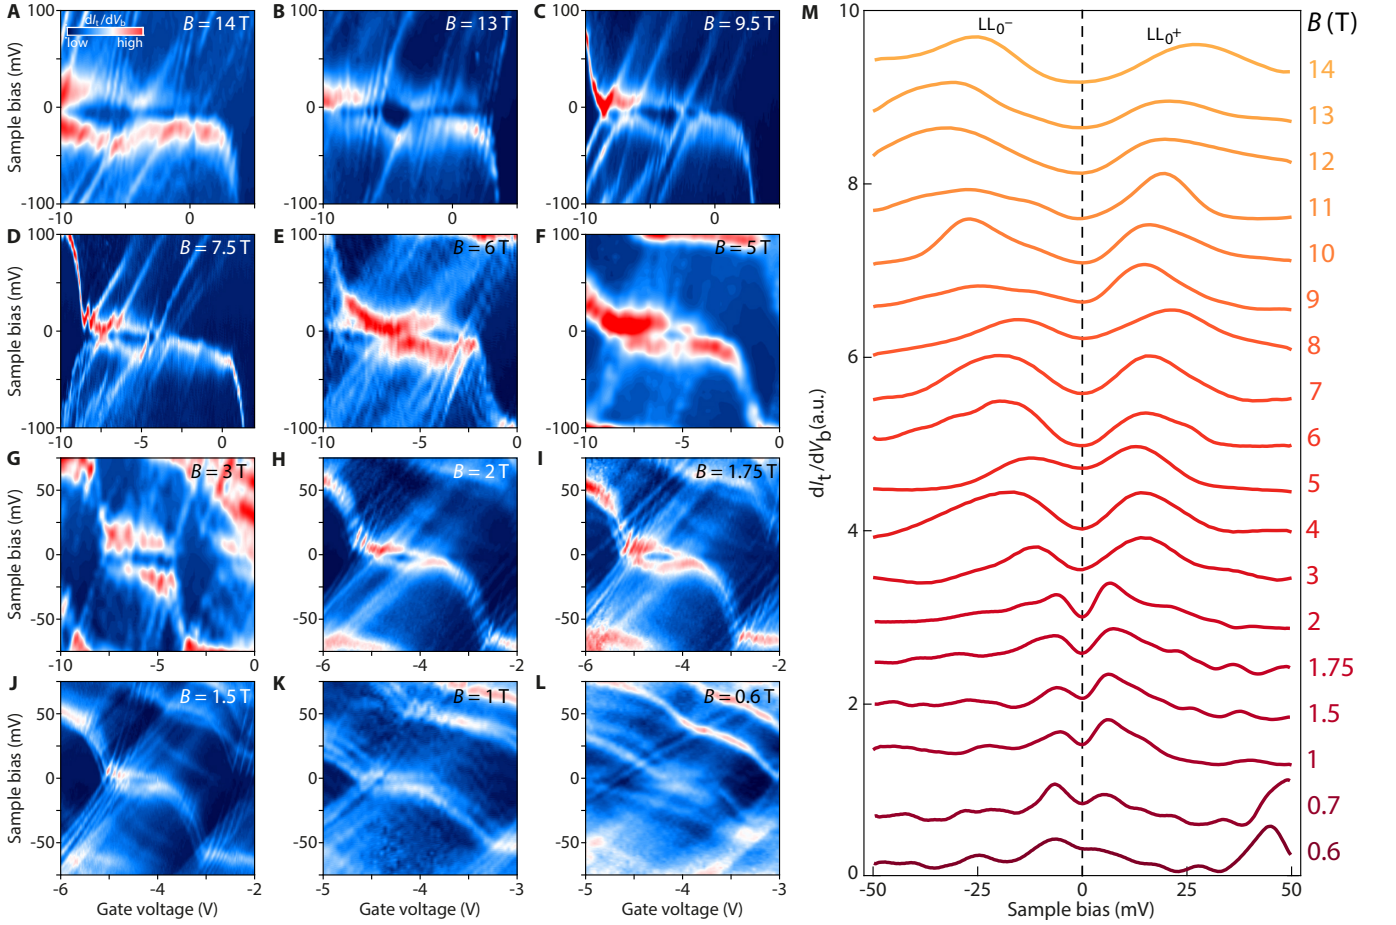 A
B
C
M
100
dIt/dVb
low
high
B = 14 T
100
B = 13 T
100
B = 9.5 T
10
LL0−
LL0+
B (T)
Sample bias (mV)
0
0
0
-100
-100
-100
-10
-5
0
-10
0
-10
-5
0
D
E
F
100
B = 7.5 T
100
B = 6 T
100
B = 5 T
Sample bias (mV)
0
0
0
-100
-100
-100
-10
-5
0
-10
-5
0
-10
-5
0
G
H
I
B = 3 T
B = 2 T
B = 1.75 T
Sample bias (mV)
50
0
-50
50
0
-50
50
0
-50
-10
-5
0
-6
-4
-2
-6
-4
-2
J
K
L
B = 1.5 T
B = 1 T
B = 0.6 T
Sample bias (mV)
50
0
-50
50
0
-50
50
0
-50
-6
-4
-2
-5
-4
-3
-5
-4
-3
Gate voltage (V)
Gate voltage (V)
Gate voltage (V)
dIt/dVb(a.u.)
8
6
4
2
0
14
13
12
11
10
9
8
7
6
5
4
3
2
1.75
1.5
1
0.7
0.6
-50
-25
0
25
50
Sample bias (mV)